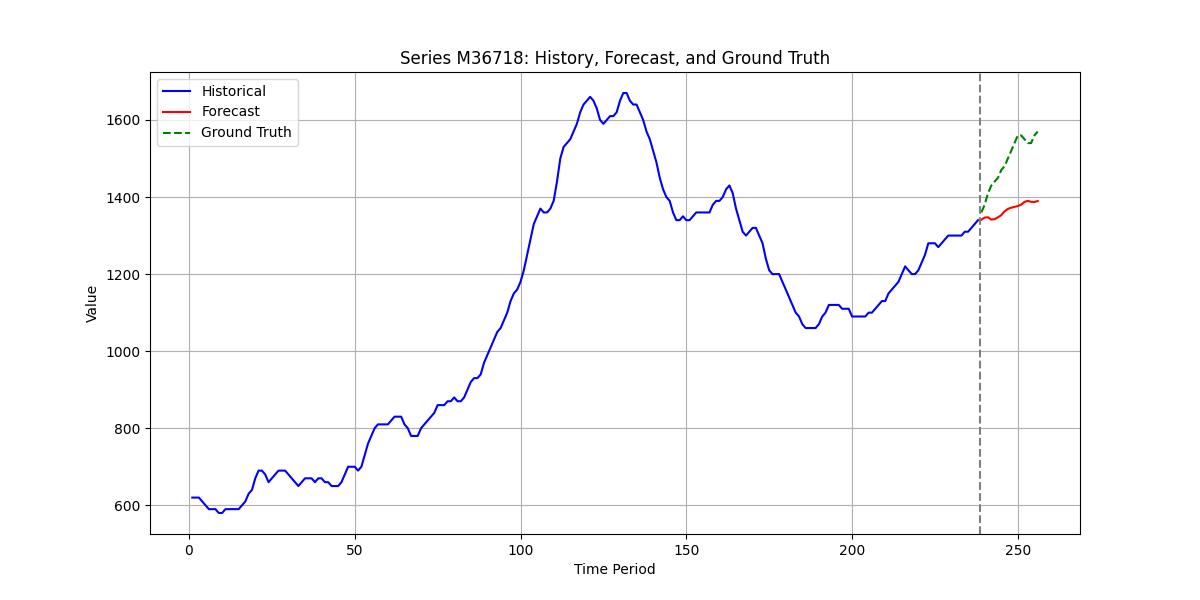 Series M36718: History, Forecast, and Ground Truth
Historical
Forecast
Ground Truth
1600
1400
1200
1000
800
600
Value
0 50 100 150 200 250
Time Period